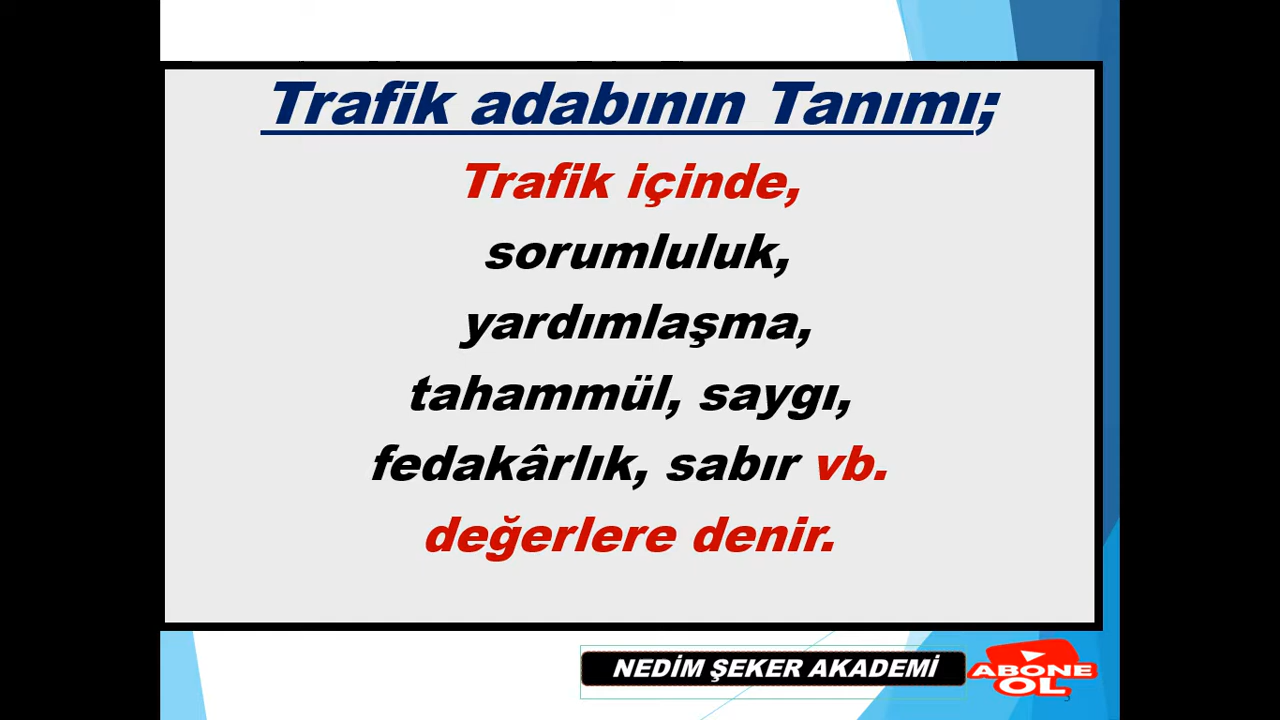 Trafik adabının Tanımı;
Trafik içinde,
sorumluluk,
yardımlaşma,
tahammül, saygı,
fedakârlık, sabır vb.
değerlere denir.
NEDİM ŞEKER AKADEMİ
ABONE
OL
3